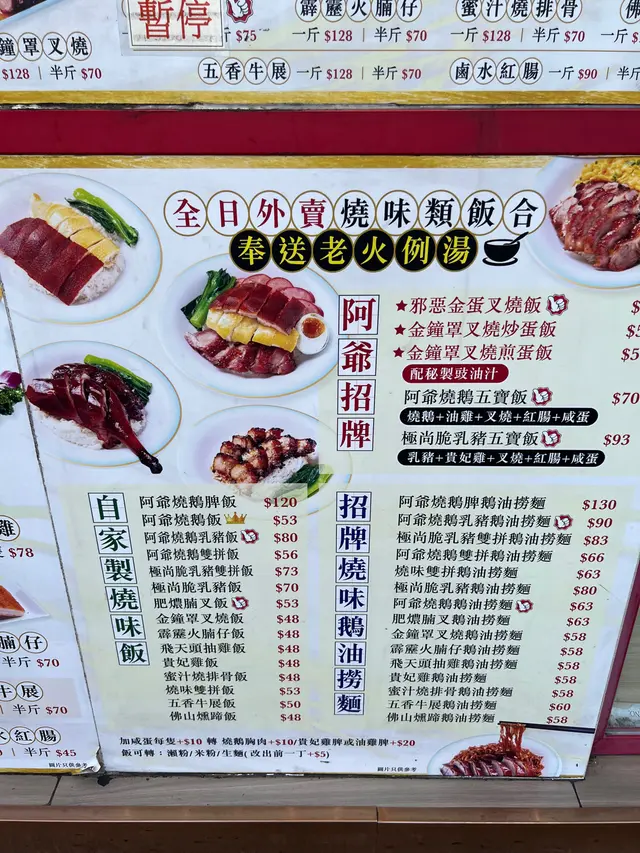 暫停
$75
霹靂火腩仔
一斤 $128 | 半斤 $70
蜜汁燒排骨
一斤 $128 | 半斤 $70
金鐘罩叉燒
$128 | 半斤 $70
五香牛展 一斤 $128 | 半斤 $70
鹵水紅腸 一斤 $90 | 半斤
全日外賣燒味類飯合
奉送老火例湯
阿爺招牌
★邪惡金蛋叉燒飯
★金鐘罩叉燒炒蛋飯
★金鐘罩叉燒煎蛋飯
配秘製豉油汁
阿爺燒鵝五寶飯 $70
燒鵝+油雞+叉燒+紅腸+咸蛋
極尚脆乳豬五寶飯 $93
乳豬+貴妃雞+叉燒+紅腸+咸蛋
自家製燒味飯
阿爺燒鵝脾飯 $120
阿爺燒鵝飯 $53
阿爺燒鵝乳豬飯 $80
阿爺燒鵝雙拼飯 $56
極尚脆乳豬雙拼飯 $73
極尚脆乳豬飯 $70
肥燶腩叉飯 $53
金鐘罩叉燒飯 $48
霹靂火腩仔飯 $48
飛天頭抽雞飯 $48
貴妃雞飯 $48
蜜汁燒排骨飯 $48
燒味雙拼飯 $53
五香牛展飯 $50
佛山燻蹄飯 $48
招牌燒味鵝油撈麵
阿爺燒鵝脾鵝油撈麵 $130
阿爺燒鵝乳豬鵝油撈麵 $90
極尚脆乳豬雙拼鵝油撈麵 $83
阿爺燒鵝雙拼鵝油撈麵 $66
燒味雙拼鵝油撈麵 $63
極尚脆乳豬鵝油撈麵 $80
阿爺燒鵝鵝油撈麵 $63
肥燶腩叉鵝油撈麵 $63
金鐘罩叉燒鵝油撈麵 $58
霹靂火腩仔鵝油撈麵 $58
飛天頭抽雞鵝油撈麵 $58
貴妃雞鵝油撈麵 $58
蜜汁燒排骨鵝油撈麵 $58
五香牛展鵝油撈麵 $60
佛山燻蹄鵝油撈麵 $58
加咸蛋每隻+$10 轉 燒鵝胸肉+$10/貴妃雞脾或油雞脾+$20
飯可轉：瀨粉/米粉/生麵(改出前一丁+$5)
圖片只供參考
圖片只供參考
雞
$78
腩仔
半斤 $70
牛展
半斤 $70
水紅腸
半斤 $45